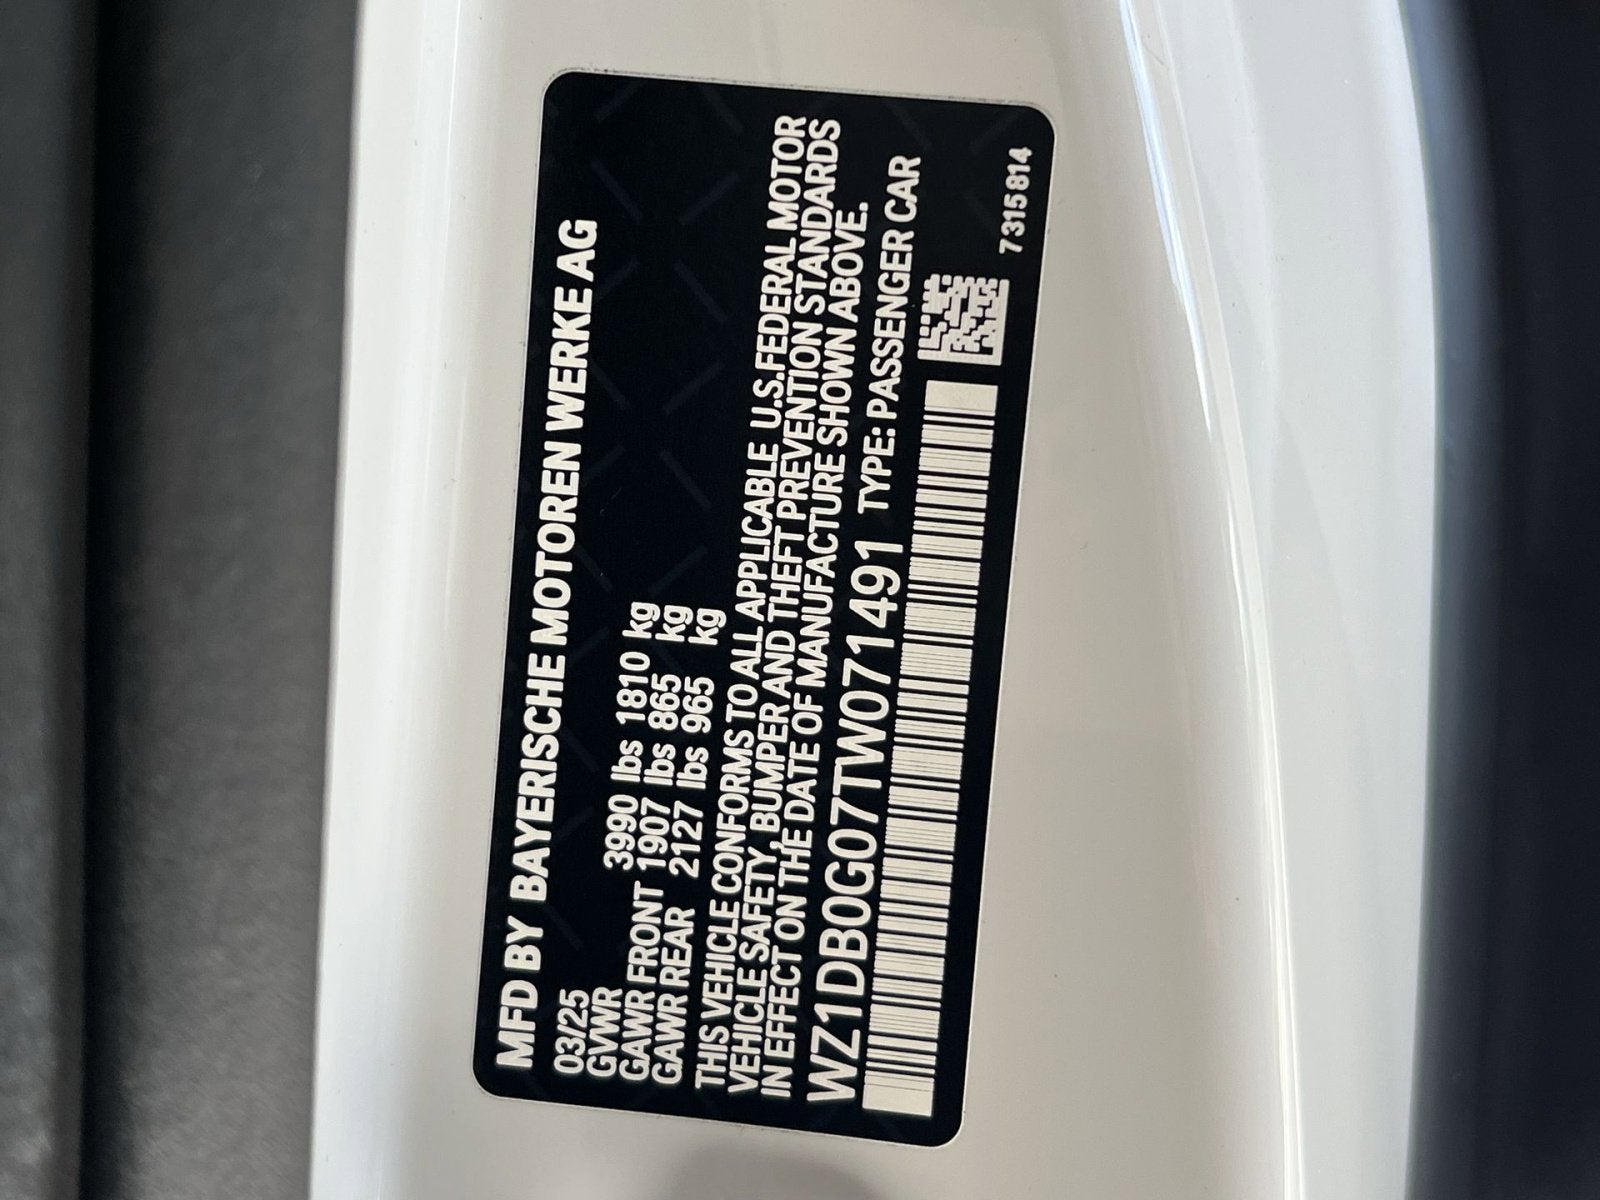 MFD BY BAYERISCHE MOTOREN WERKE AG
03/25
GVWR 3990 lbs 1810 kg
GAWR FRONT 1907 lbs 865 kg
GAWR REAR 2127 lbs 965 kg
THIS VEHICLE CONFORMS TO ALL APPLICABLE U.S.FEDERAL MOTOR
VEHICLE SAFETY, BUMPER AND THEFT PREVENTION STANDARDS
IN EFFECT ON THE DATE OF MANUFACTURE SHOWN ABOVE.
WZ1DB0G07TW071491 TYPE: PASSENGER CAR
7315814